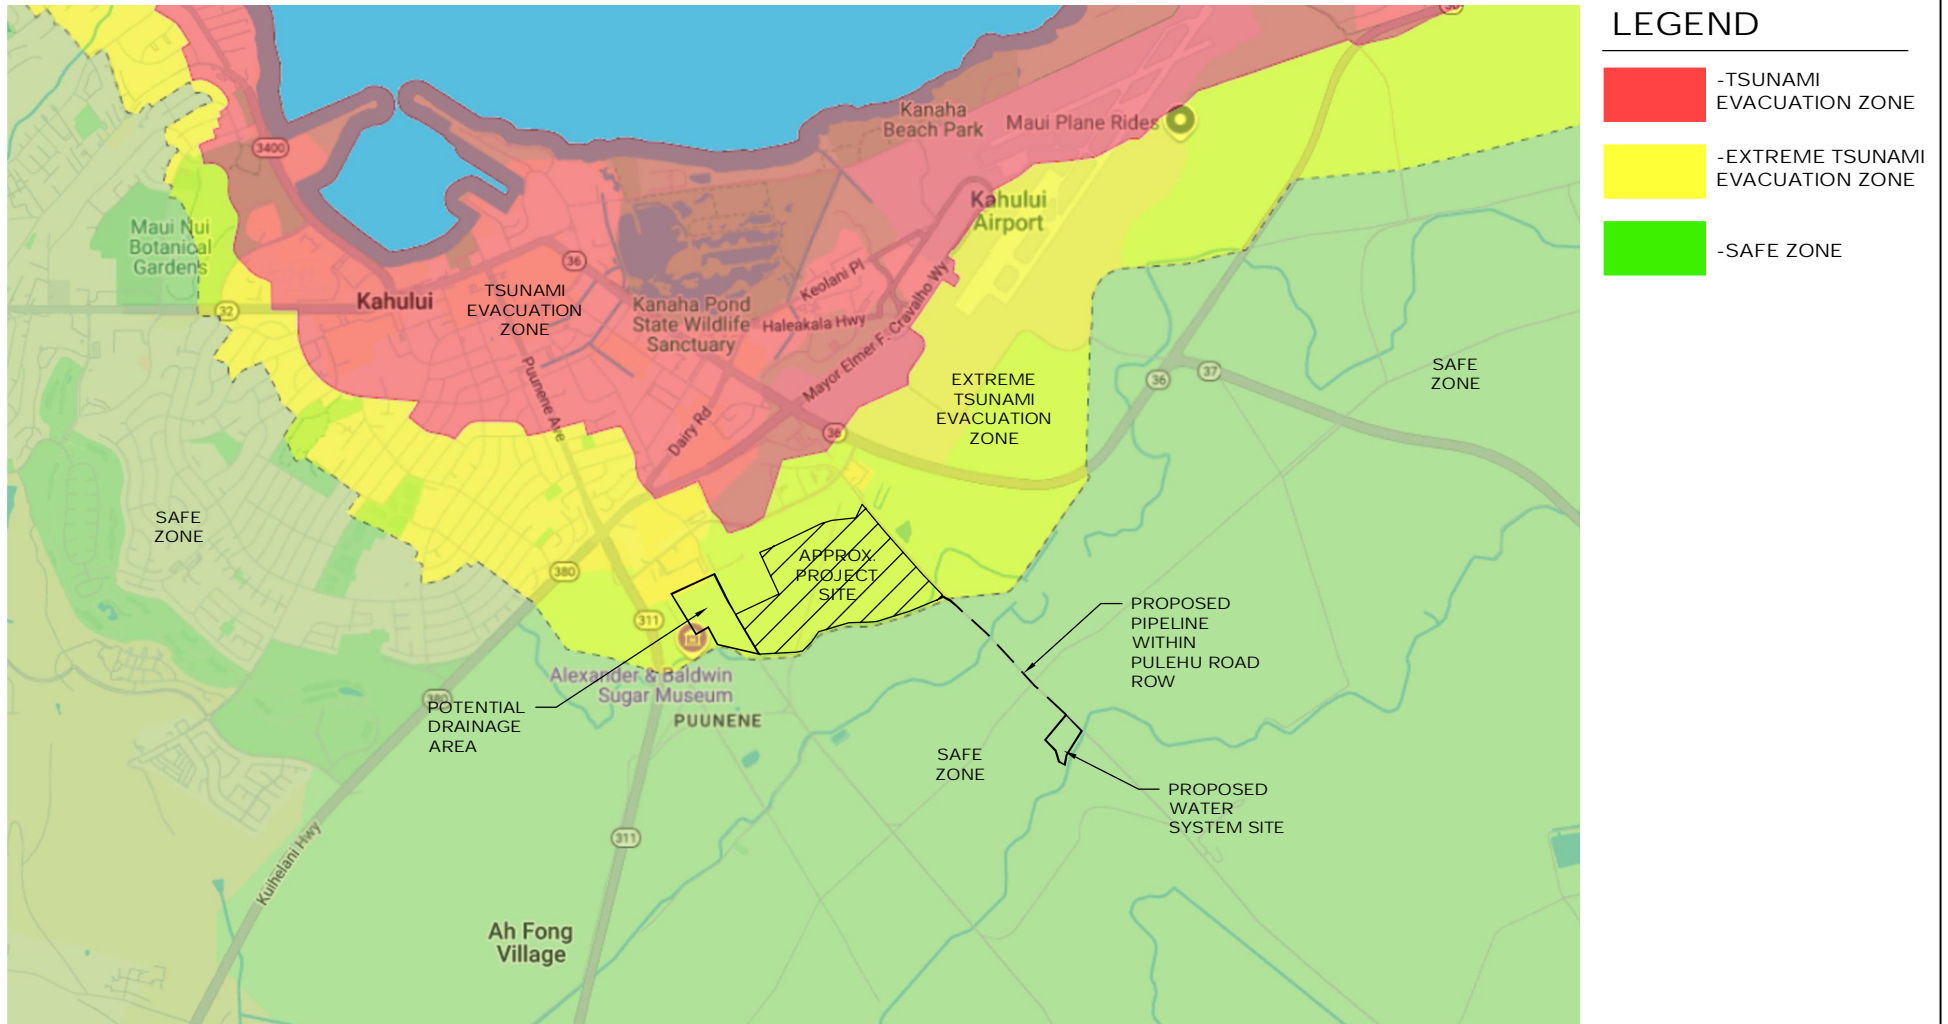 LEGEND
-TSUNAMI
EVACUATION ZONE
-EXTREME TSUNAMI
EVACUATION ZONE
-SAFE ZONE
36
Kanaha
Beach Park
Maui Plane Rides
3400
Maui Nui
Botanical
Gardens
Kahului
Airport
36
Keolani Pl
TSUNAMI
EVACUATION
ZONE
Kahului
32
Kanaha Pond
State Wildlife
Sanctuary
Haleakala Hwy
Mayor Elmer F. Cravalho Wy
Puunene Ave
Dairy Rd
36
EXTREME
TSUNAMI
EVACUATION
ZONE
36
37
SAFE
ZONE
SAFE
ZONE
380
APPROX.
PROJECT
SITE
311
Alexander & Baldwin
Sugar Museum
PUUNENE
380
POTENTIAL
DRAINAGE
AREA
PROPOSED
PIPELINE
WITHIN
PULEHU ROAD
ROW
SAFE
ZONE
PROPOSED
WATER
SYSTEM SITE
311
Kuihelani Hwy
Ah Fong
Village